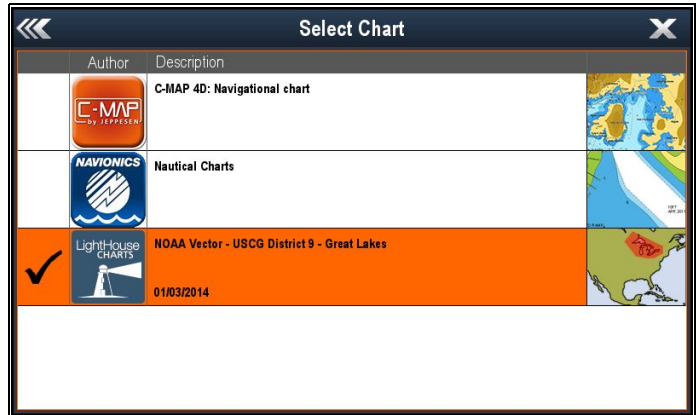 Select Chart
Author Description
C-MAP
by JEPPESEN
C-MAP 4D: Navigational chart
NAVIONICS
Nautical Charts
LightHouse
CHARTS
NOAA Vector - USCG District 9 - Great Lakes
01/03/2014